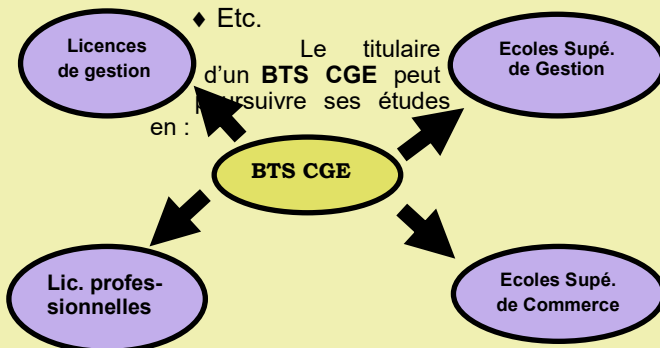 ♦ Etc.
Le titulaire
d'un BTS CGE peut
poursuivre ses études
en :
Licences
de gestion
Ecoles Supé.
de Gestion
BTS CGE
Lic. profes-
sionnelles
Ecoles Supé.
de Commerce